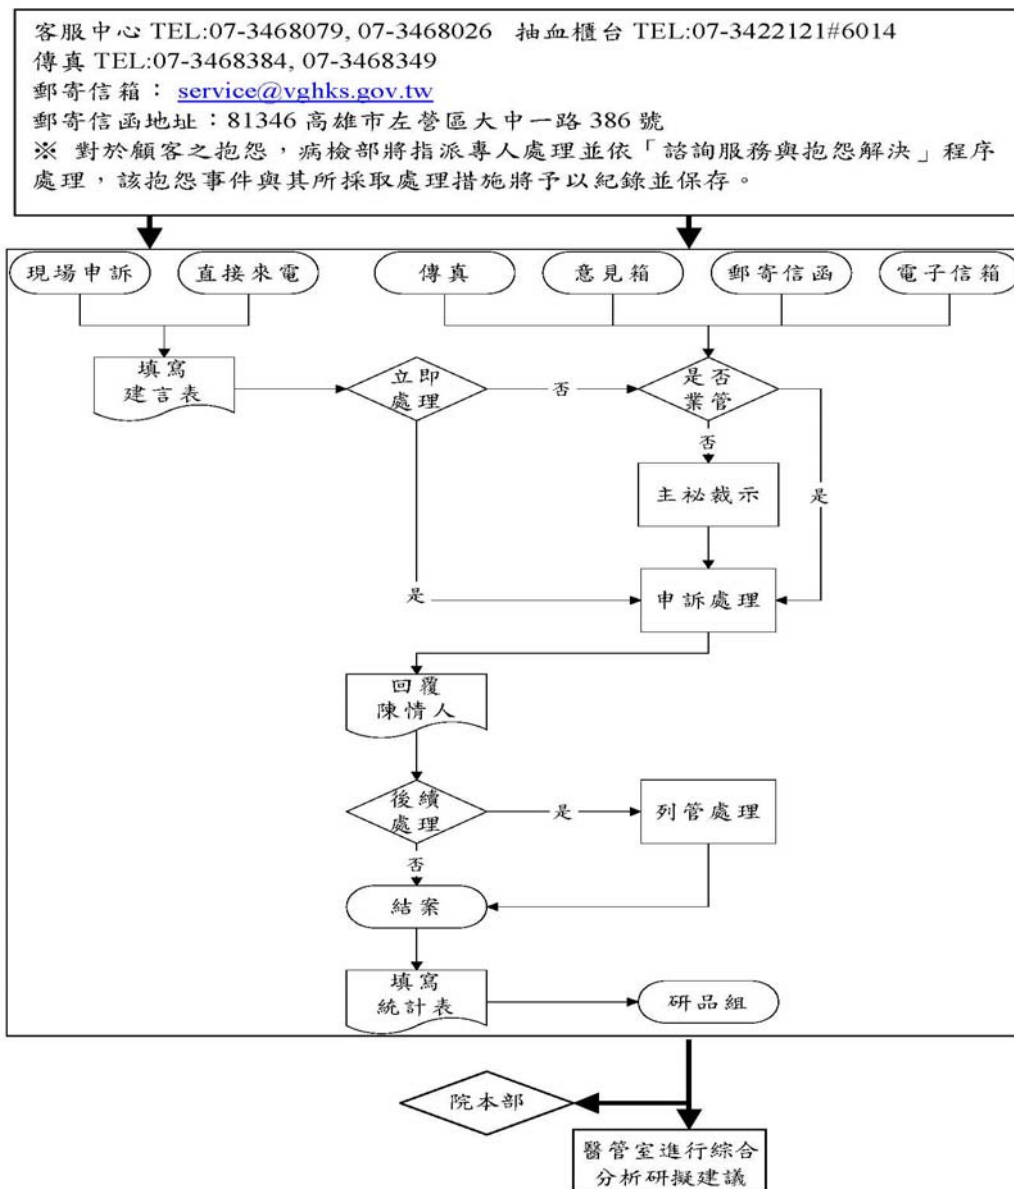 客服中心 TEL:07-3468079, 07-3468026 抽血櫃台 TEL:07-3422121#6014
傳真 TEL:07-3468384, 07-3468349
郵寄信箱： service@vghks.gov.tw
郵寄信函地址：81346 高雄市左營區大中一路 386 號
※ 對於顧客之抱怨，病檢部將指派專人處理並依「諮詢服務與抱怨解決」程序
處理，該抱怨事件與其所採取處理措施將予以紀錄並保存。
現場申訴
直接來電
傳真
意見箱
郵寄信函
電子信箱
填寫
建言表
立即
處理
否
是否
業管
否
主祕裁示
是
是
申訴處理
回覆
陳情人
後續
處理
是
列管處理
否
結案
填寫
統計表
研品組
院本部
醫管室進行綜合
分析研擬建議